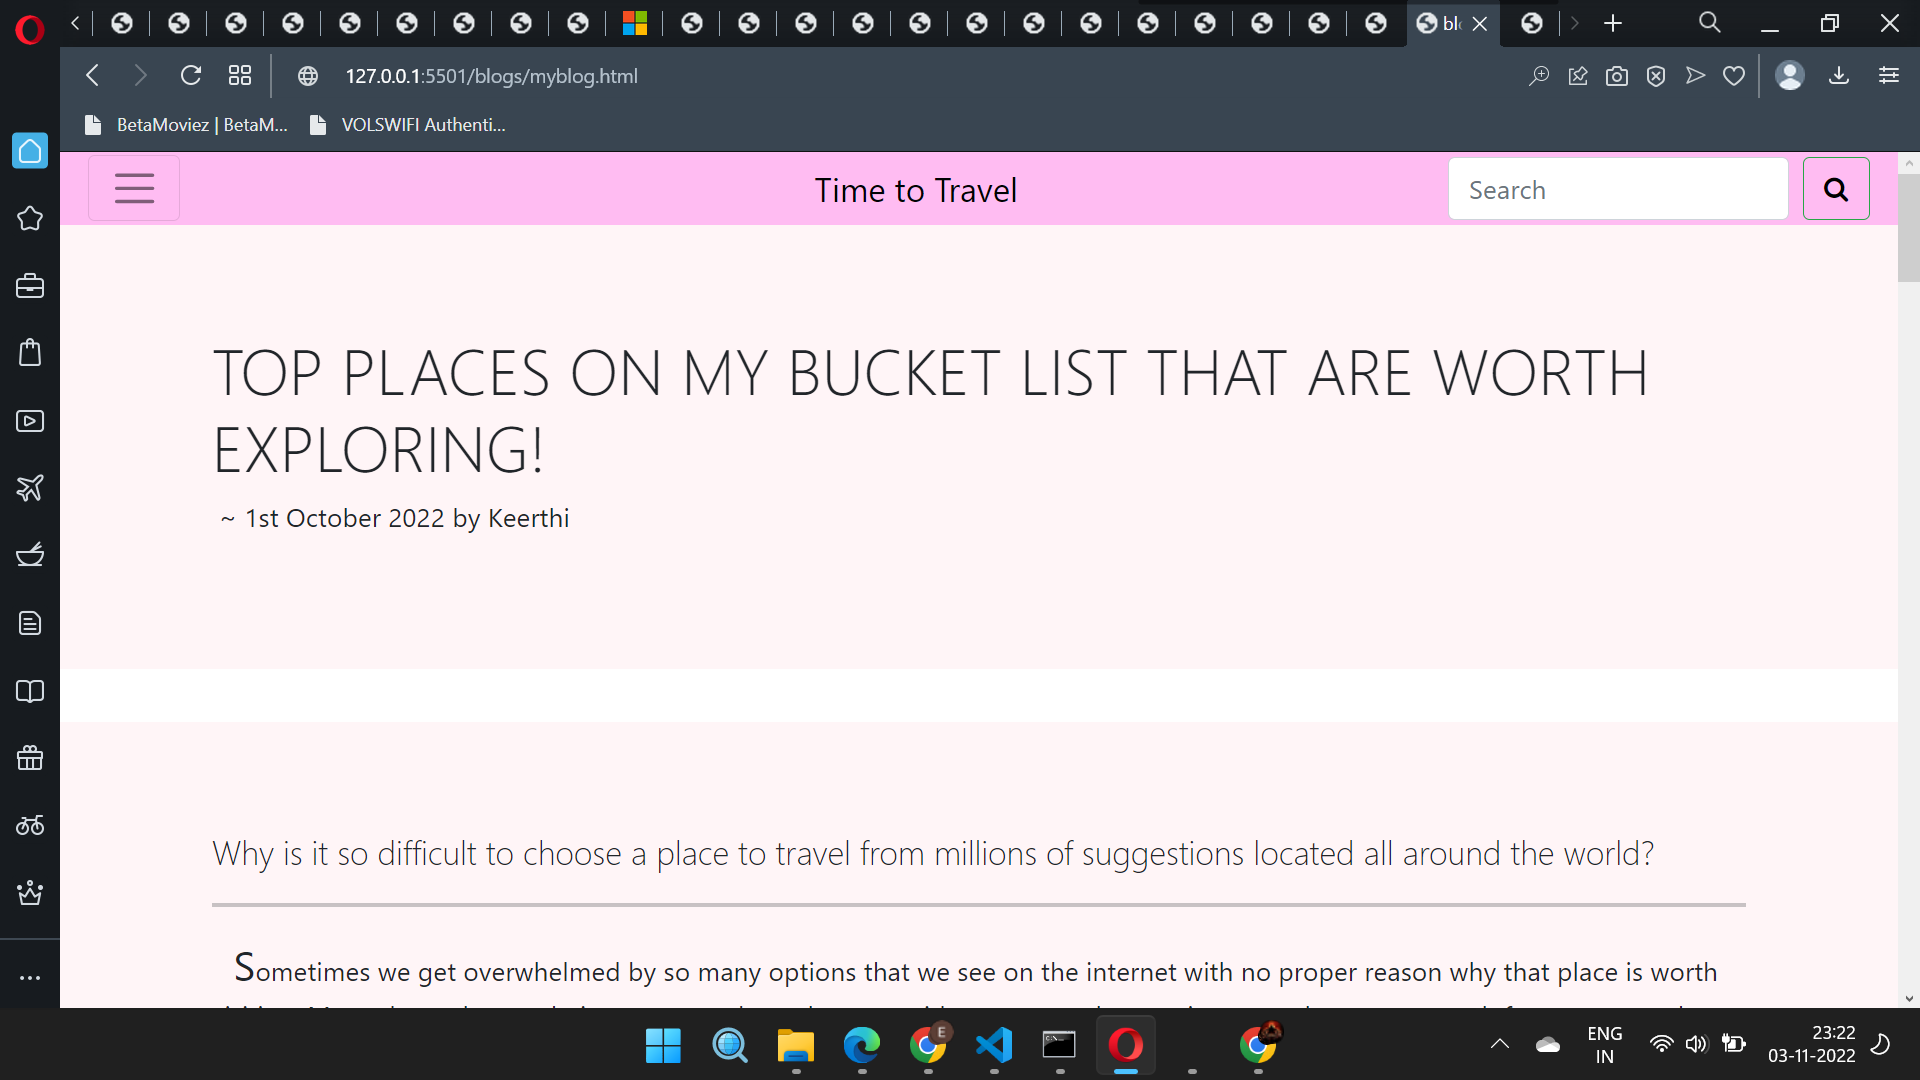 blo
127.0.0.1:5501/blogs/myblog.html
BetaMoviez | BetaM...
VOLSWIFI Authenti...
Time to Travel
Search
TOP PLACES ON MY BUCKET LIST THAT ARE WORTH
EXPLORING!
~ 1st October 2022 by Keerthi
Why is it so difficult to choose a place to travel from millions of suggestions located all around the world?
Sometimes we get overwhelmed by so many options that we see on the internet with no proper reason why that place is worth
E
ENG
IN
23:22
03-11-2022